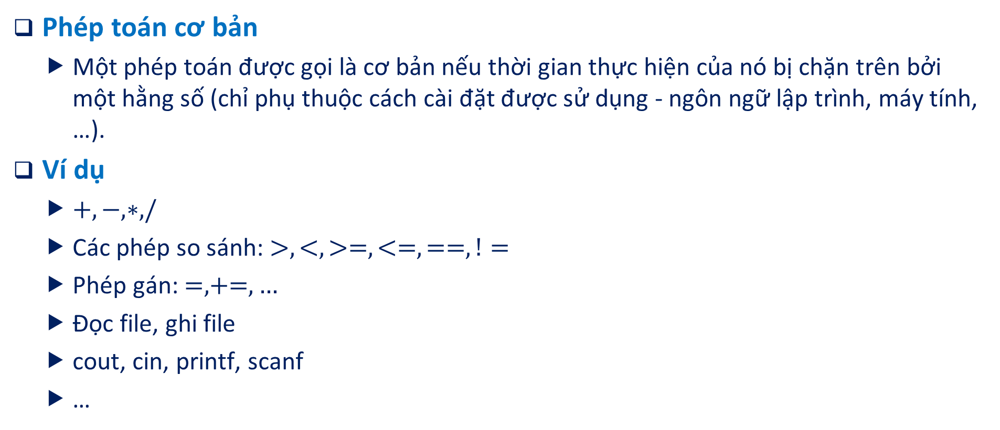 Phép toán cơ bản
Một phép toán được gọi là cơ bản nếu thời gian thực hiện của nó bị chặn trên bởi
một hằng số (chỉ phụ thuộc cách cài đặt được sử dụng - ngôn ngữ lập trình, máy tính,
…).
Ví dụ
+, −,∗,/
Các phép so sánh: >, <, >=, <=, ==, ! =
Phép gán: =,+=, …
Đọc file, ghi file
cout, cin, printf, scanf
…